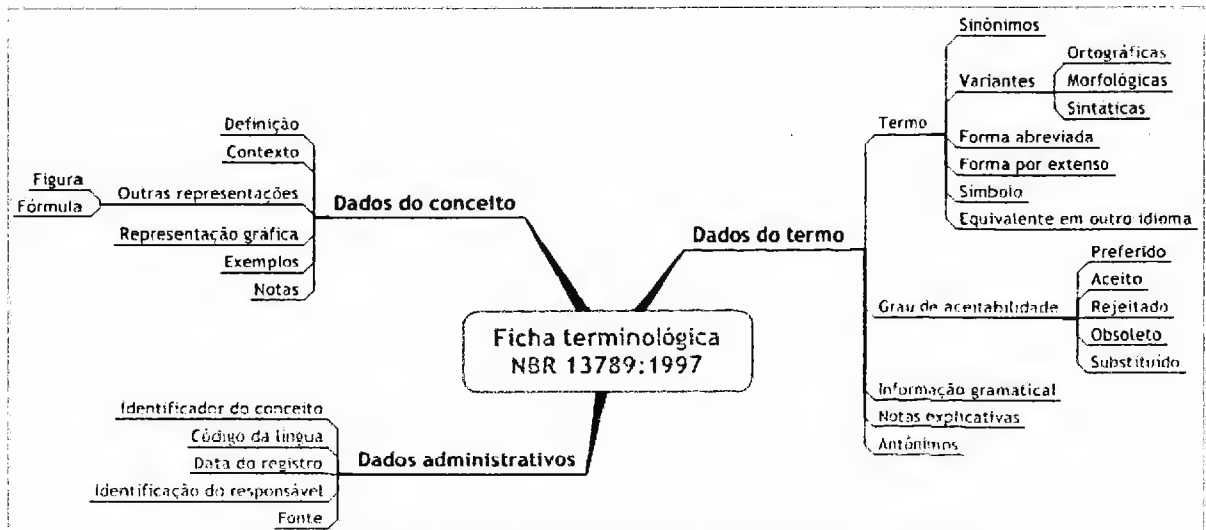 Ficha terminológica
NBR 13789:1997
Dados do conceito
Definição
Contexto
Outras representações
Figura
Fórmula
Representação gráfica
Exemplos
Notas
Dados do termo
Termo
Sinônimos
Variantes
Ortográficas
Morfológicas
Sintáticas
Forma abreviada
Forma por extenso
Símbolo
Equivalente em outro idioma
Grau de aceitabilidade
Preferido
Aceito
Rejeitado
Obsoleto
Substituído
Informação gramatical
Notas explicativas
Antônimos
Dados administrativos
Identificador do conceito
Código da língua
Data do registro
Identificação do responsável
Fonte